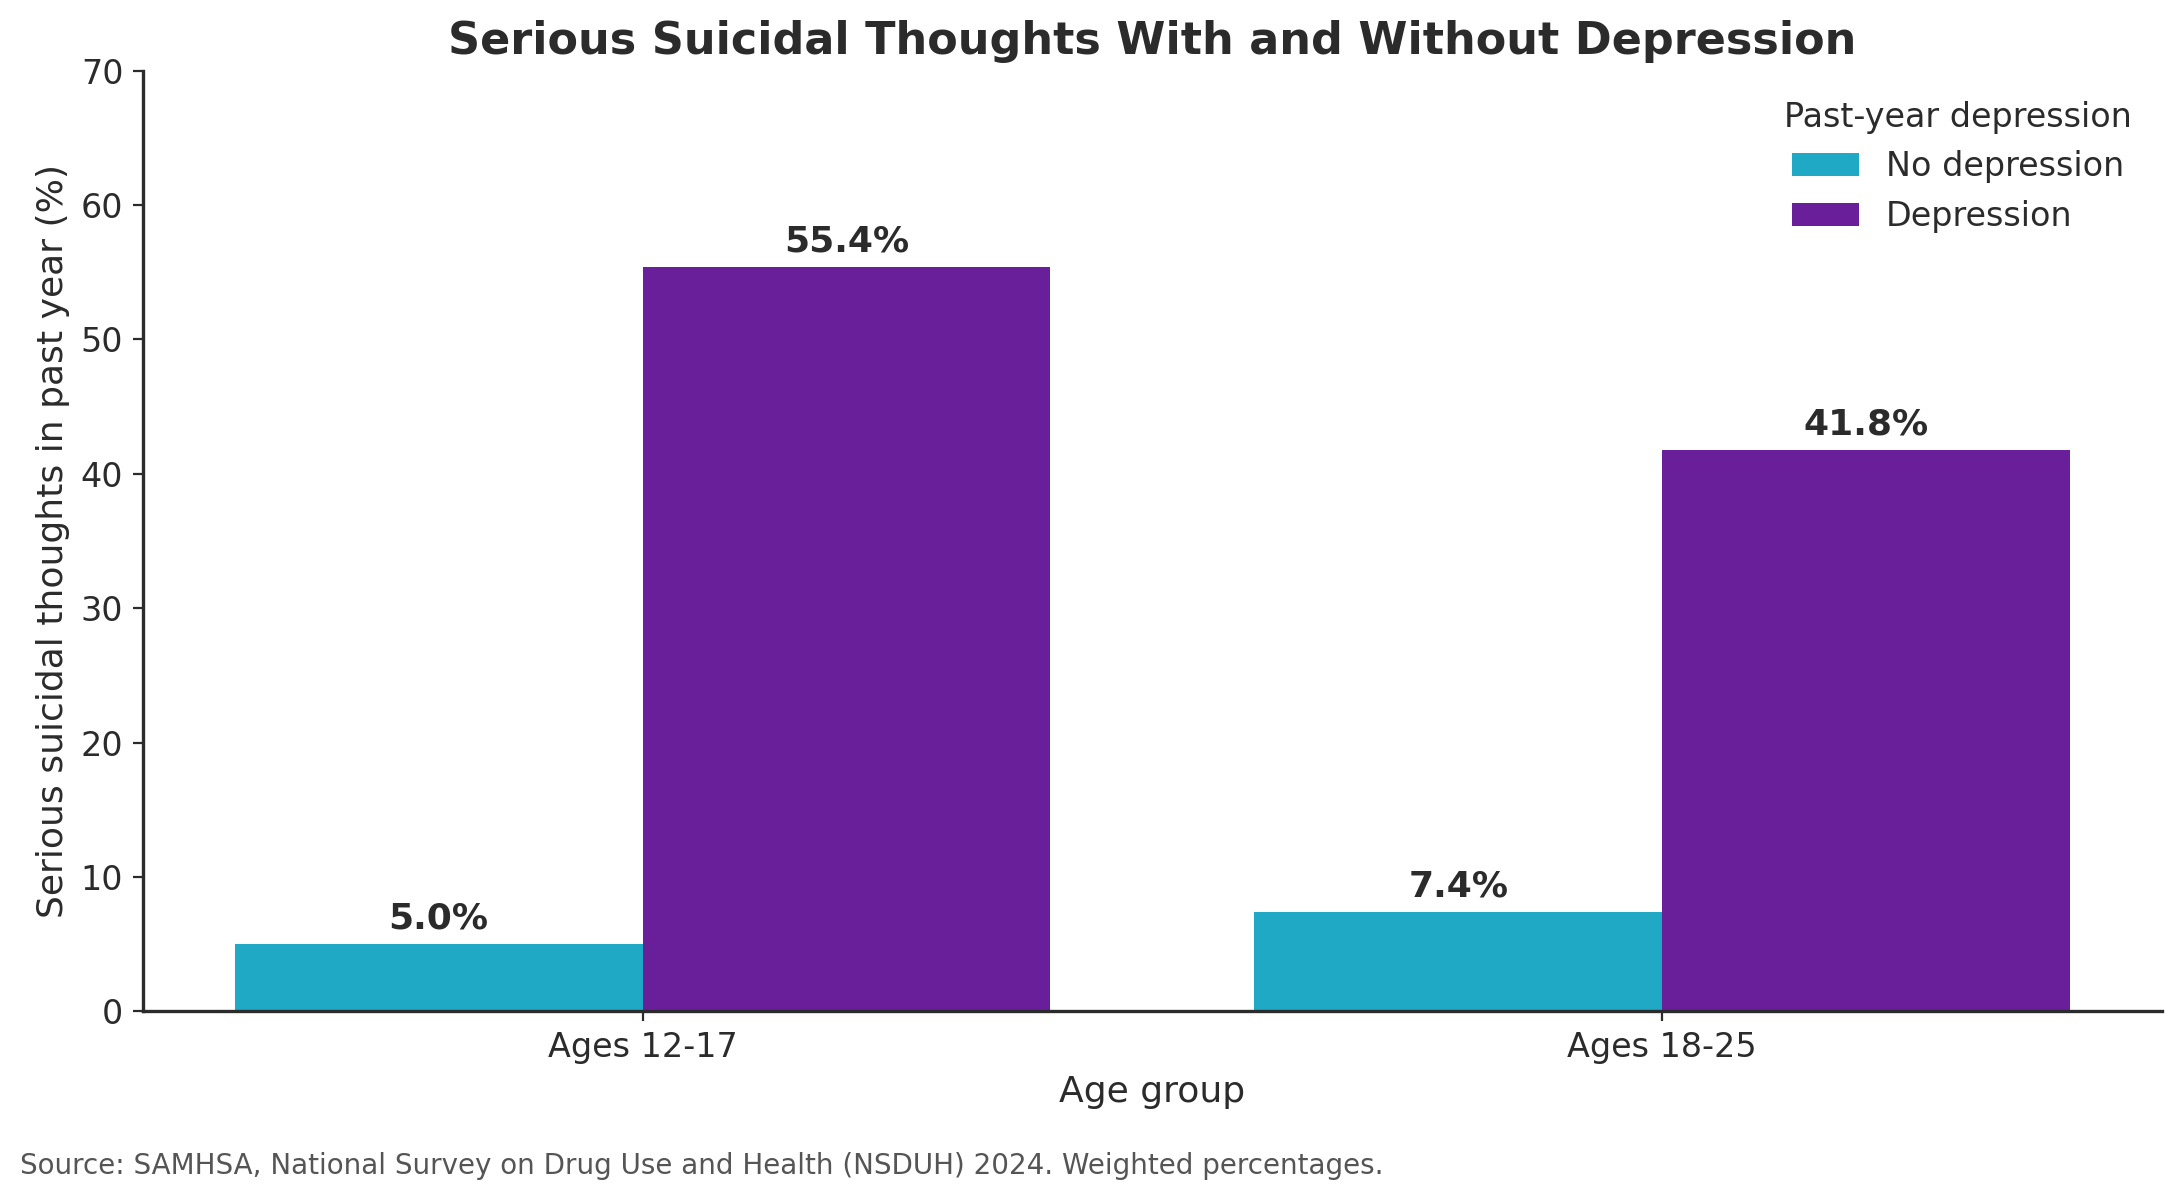 Serious Suicidal Thoughts With and Without Depression
Serious suicidal thoughts in past year (%)
70
60
50
40
30
20
10
0
Past-year depression
No depression
Depression
5.0%
55.4%
7.4%
41.8%
Ages 12-17
Ages 18-25
Age group
Source: SAMHSA, National Survey on Drug Use and Health (NSDUH) 2024. Weighted percentages.